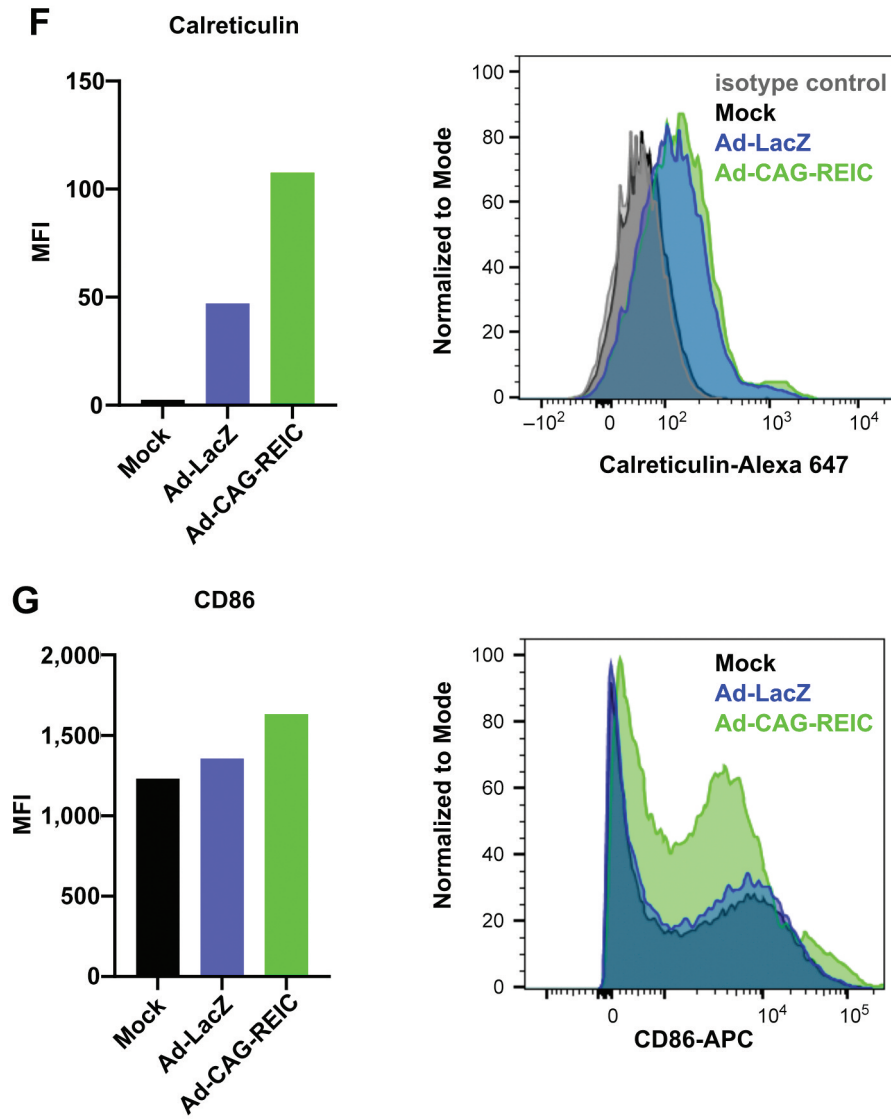 F
Calreticulin
150
100
50
0
MFI
Mock
Ad-LacZ
Ad-CAG-REIC
100
80
60
40
20
0
Normalized to Mode
isotype control
Mock
Ad-LacZ
Ad-CAG-REIC
−10²
0
10²
10³
10⁴
Calreticulin-Alexa 647
G
CD86
2,000
1,500
1,000
500
0
MFI
Mock
Ad-LacZ
Ad-CAG-REIC
100
80
60
40
20
0
Normalized to Mode
Mock
Ad-LacZ
Ad-CAG-REIC
0
10⁴
10⁵
CD86-APC